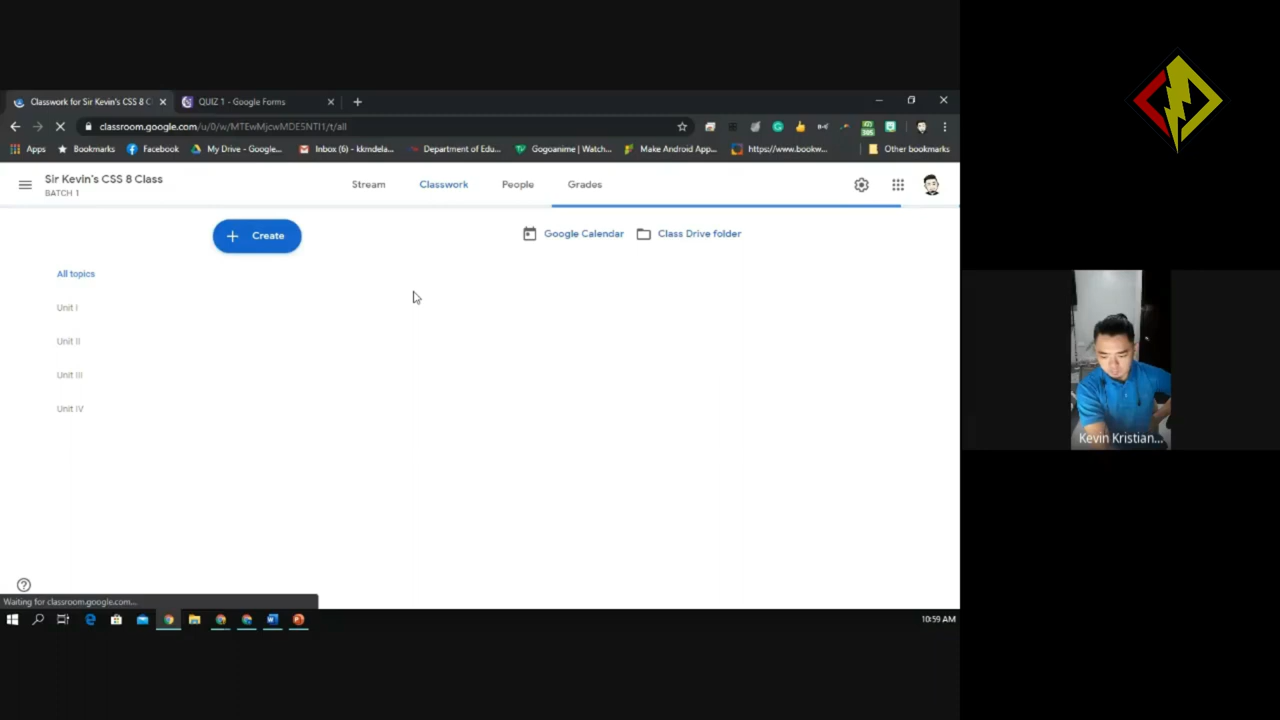 Classwork for Sir Kevin's CSS 8 C
QUIZ 1 - Google Forms
classroom.google.com/u/0/w/MTEwMjcwMDE5NTI1/t/all
Apps
Bookmarks
Facebook
My Drive - Google...
Inbox (6) - kkmdela...
Department of Edu...
Gogoanime | Watch...
Make Android App...
https://www.bookw...
Other bookmarks
Sir Kevin's CSS 8 Class
BATCH 1
Stream
Classwork
People
Grades
Create
Google Calendar
Class Drive folder
All topics
Unit I
Unit II
Unit III
Unit IV
Kevin Kristian...
Waiting for classroom.google.com...
10:59 AM